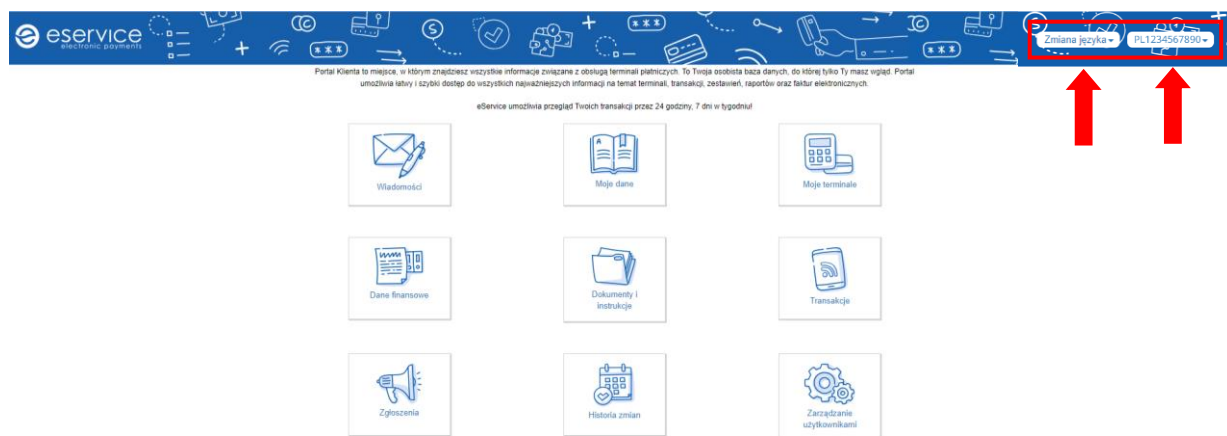 eservice
electronic payments
Zmiana języka
PL1234567890
Portal Klienta to miejsce, w którym znajdziesz wszystkie informacje związane z obsługą terminali płatniczych. To Twoja osobista baza danych, do której tylko Ty masz wgląd. Portal
umożliwia łatwy i szybki dostęp do wszystkich najważniejszych informacji na temat terminali, transakcji, zestawień, raportów oraz faktur elektronicznych.
eService umożliwia przegląd Twoich transakcji przez 24 godziny, 7 dni w tygodniu!
Wiadomości
Moje dane
Moje terminale
Dane finansowe
Dokumenty i
instrukcje
Transakcje
Zgłoszenia
Historia zmian
Zarządzanie
użytkownikami